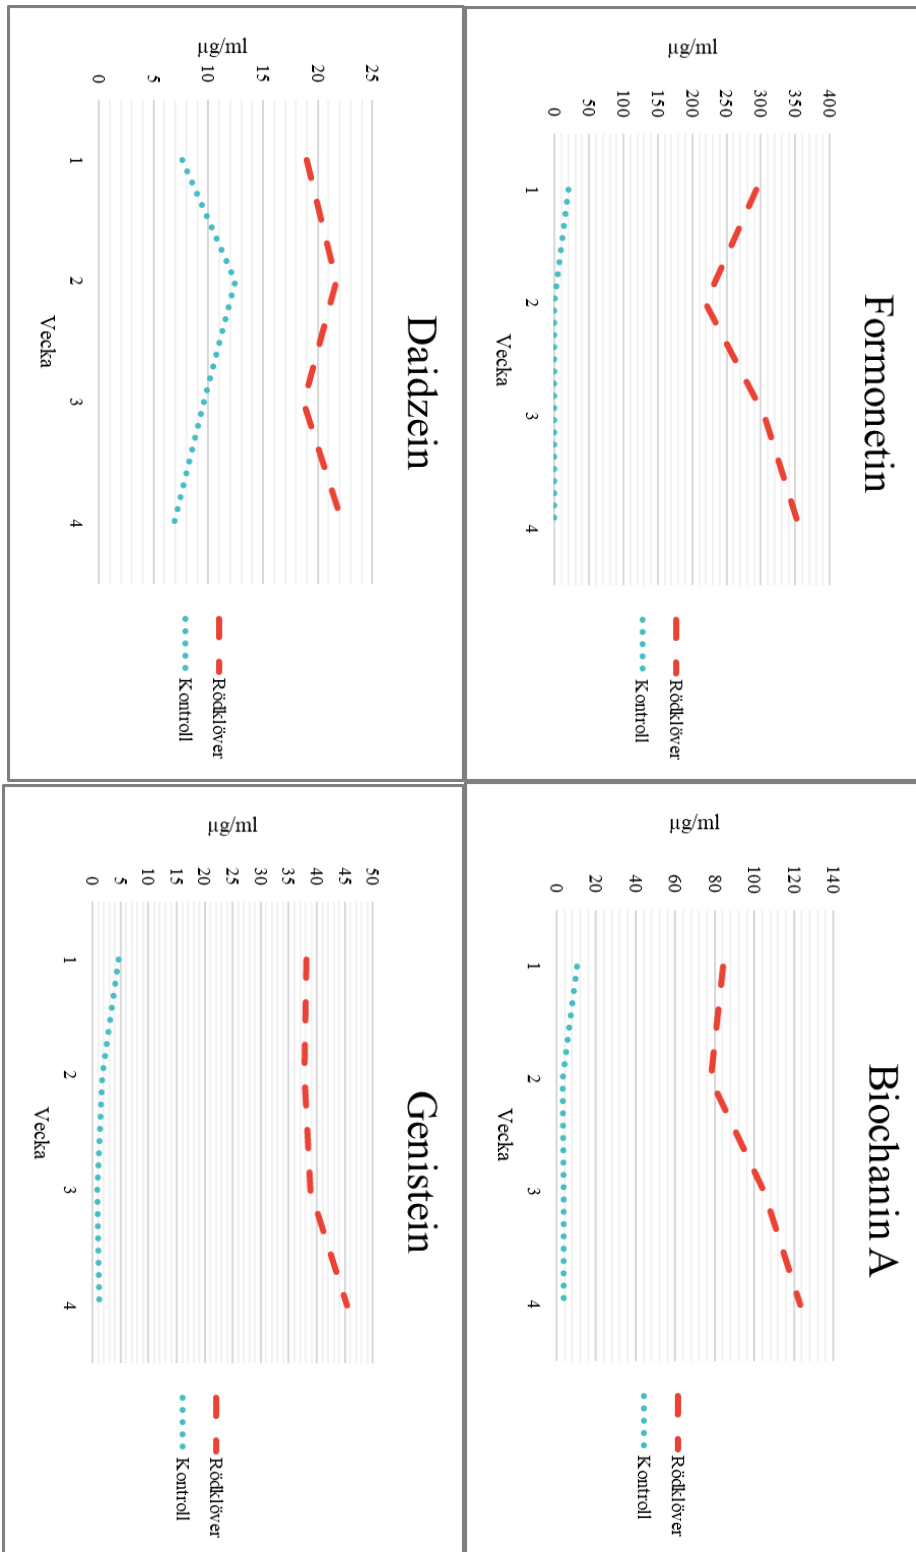 Formonetin
µg/ml
400
350
300
250
200
150
100
50
0
1 2 3 4
Vecka
Rödklöver
Kontroll
Biochanin A
µg/ml
140
120
100
80
60
40
20
0
1 2 3 4
Vecka
Rödklöver
Kontroll
Daidzein
µg/ml
25
20
15
10
5
0
1 2 3 4
Vecka
Rödklöver
Kontroll
Genistein
µg/ml
50
45
40
35
30
25
20
15
10
5
0
1 2 3 4
Vecka
Rödklöver
Kontroll